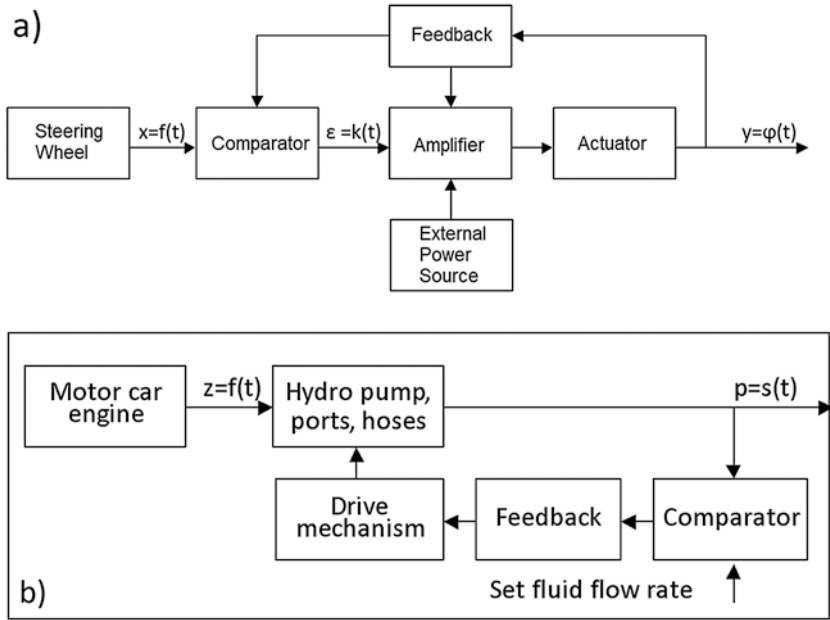 a)
Feedback
Steering
Wheel
x=f(t)
Comparator
ε =k(t)
Amplifier
Actuator
y=φ(t)
External
Power
Source
Motor car
engine
z=f(t)
Hydro pump,
ports, hoses
p=s(t)
Drive
mechanism
Feedback
Comparator
Set fluid flow rate
b)